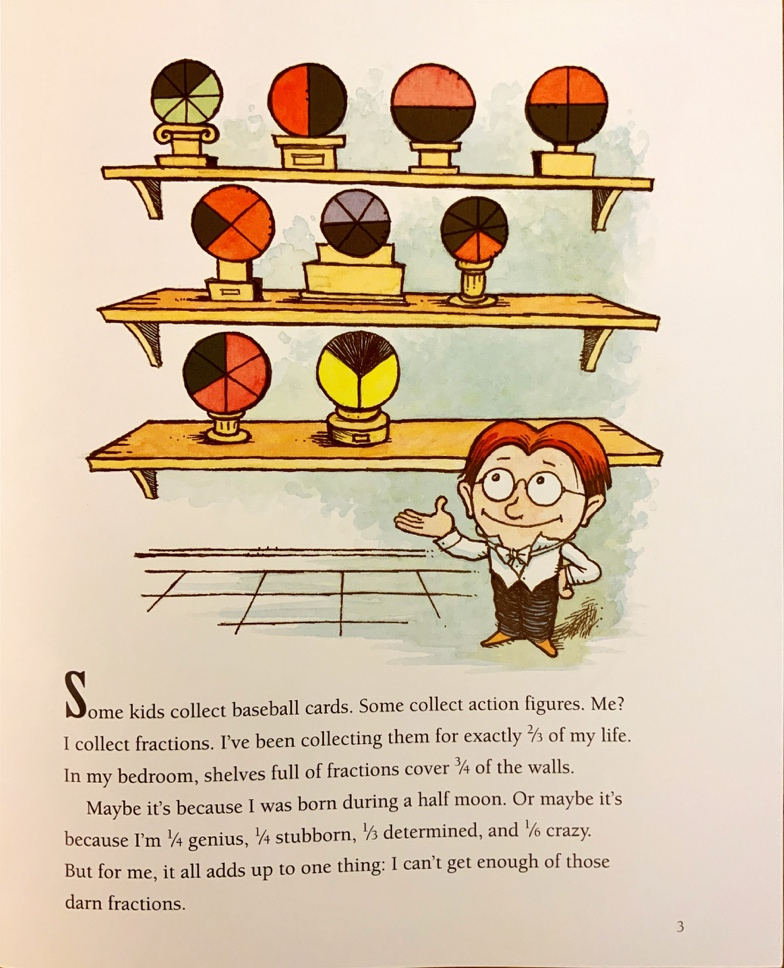 Some kids collect baseball cards. Some collect action figures. Me?
I collect fractions. I've been collecting them for exactly ⅔ of my life.
In my bedroom, shelves full of fractions cover ¾ of the walls.
Maybe it's because I was born during a half moon. Or maybe it's
because I'm ¼ genius, ¼ stubborn, ⅓ determined, and ⅙ crazy.
But for me, it all adds up to one thing: I can't get enough of those
darn fractions.
3